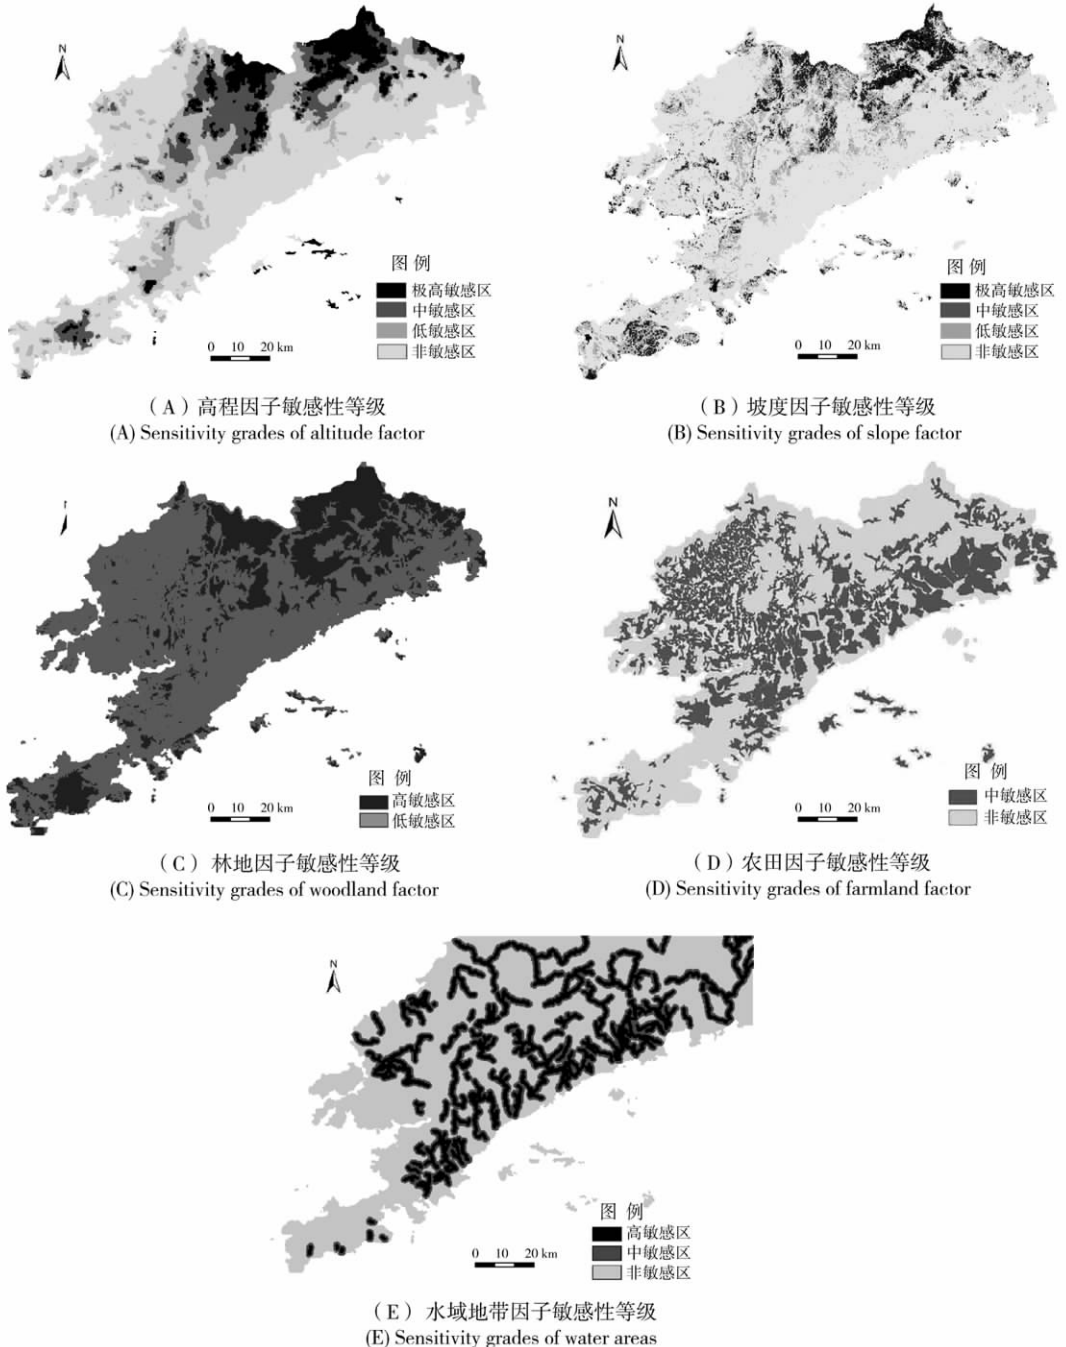 N
图 例
极高敏感区
中敏感区
低敏感区
非敏感区
0 10 20 km
（A）高程因子敏感性等级
(A) Sensitivity grades of altitude factor
N
图 例
极高敏感区
中敏感区
低敏感区
非敏感区
0 10 20 km
（B）坡度因子敏感性等级
(B) Sensitivity grades of slope factor
图 例
高敏感区
低敏感区
0 10 20 km
（C）林地因子敏感性等级
(C) Sensitivity grades of woodland factor
N
图 例
中敏感区
非敏感区
0 10 20 km
（D）农田因子敏感性等级
(D) Sensitivity grades of farmland factor
N
图 例
高敏感区
中敏感区
非敏感区
0 10 20 km
（E）水域地带因子敏感性等级
(E) Sensitivity grades of water areas